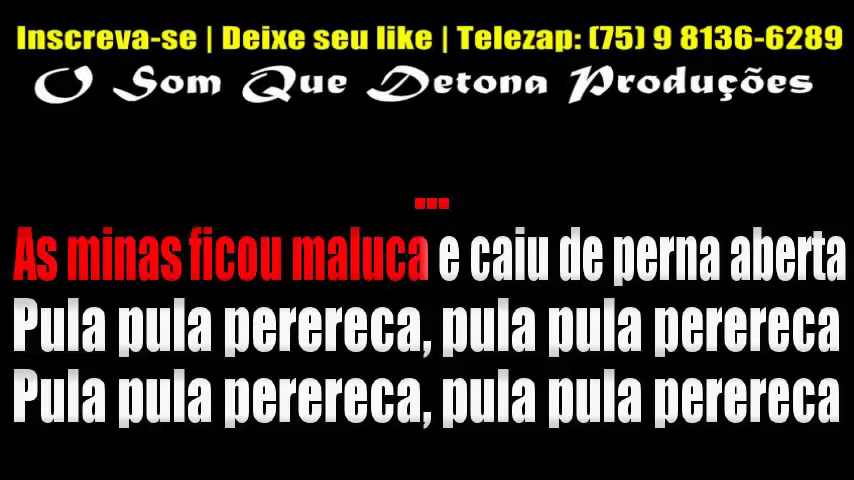 Inscreva-se | Deixe seu like | Telezap: (75) 9 8136-6289
O Som Que Detona Produções
...
As minas ficou maluca e caiu de perna aberta
Pula pula perereca, pula pula perereca
Pula pula perereca, pula pula perereca